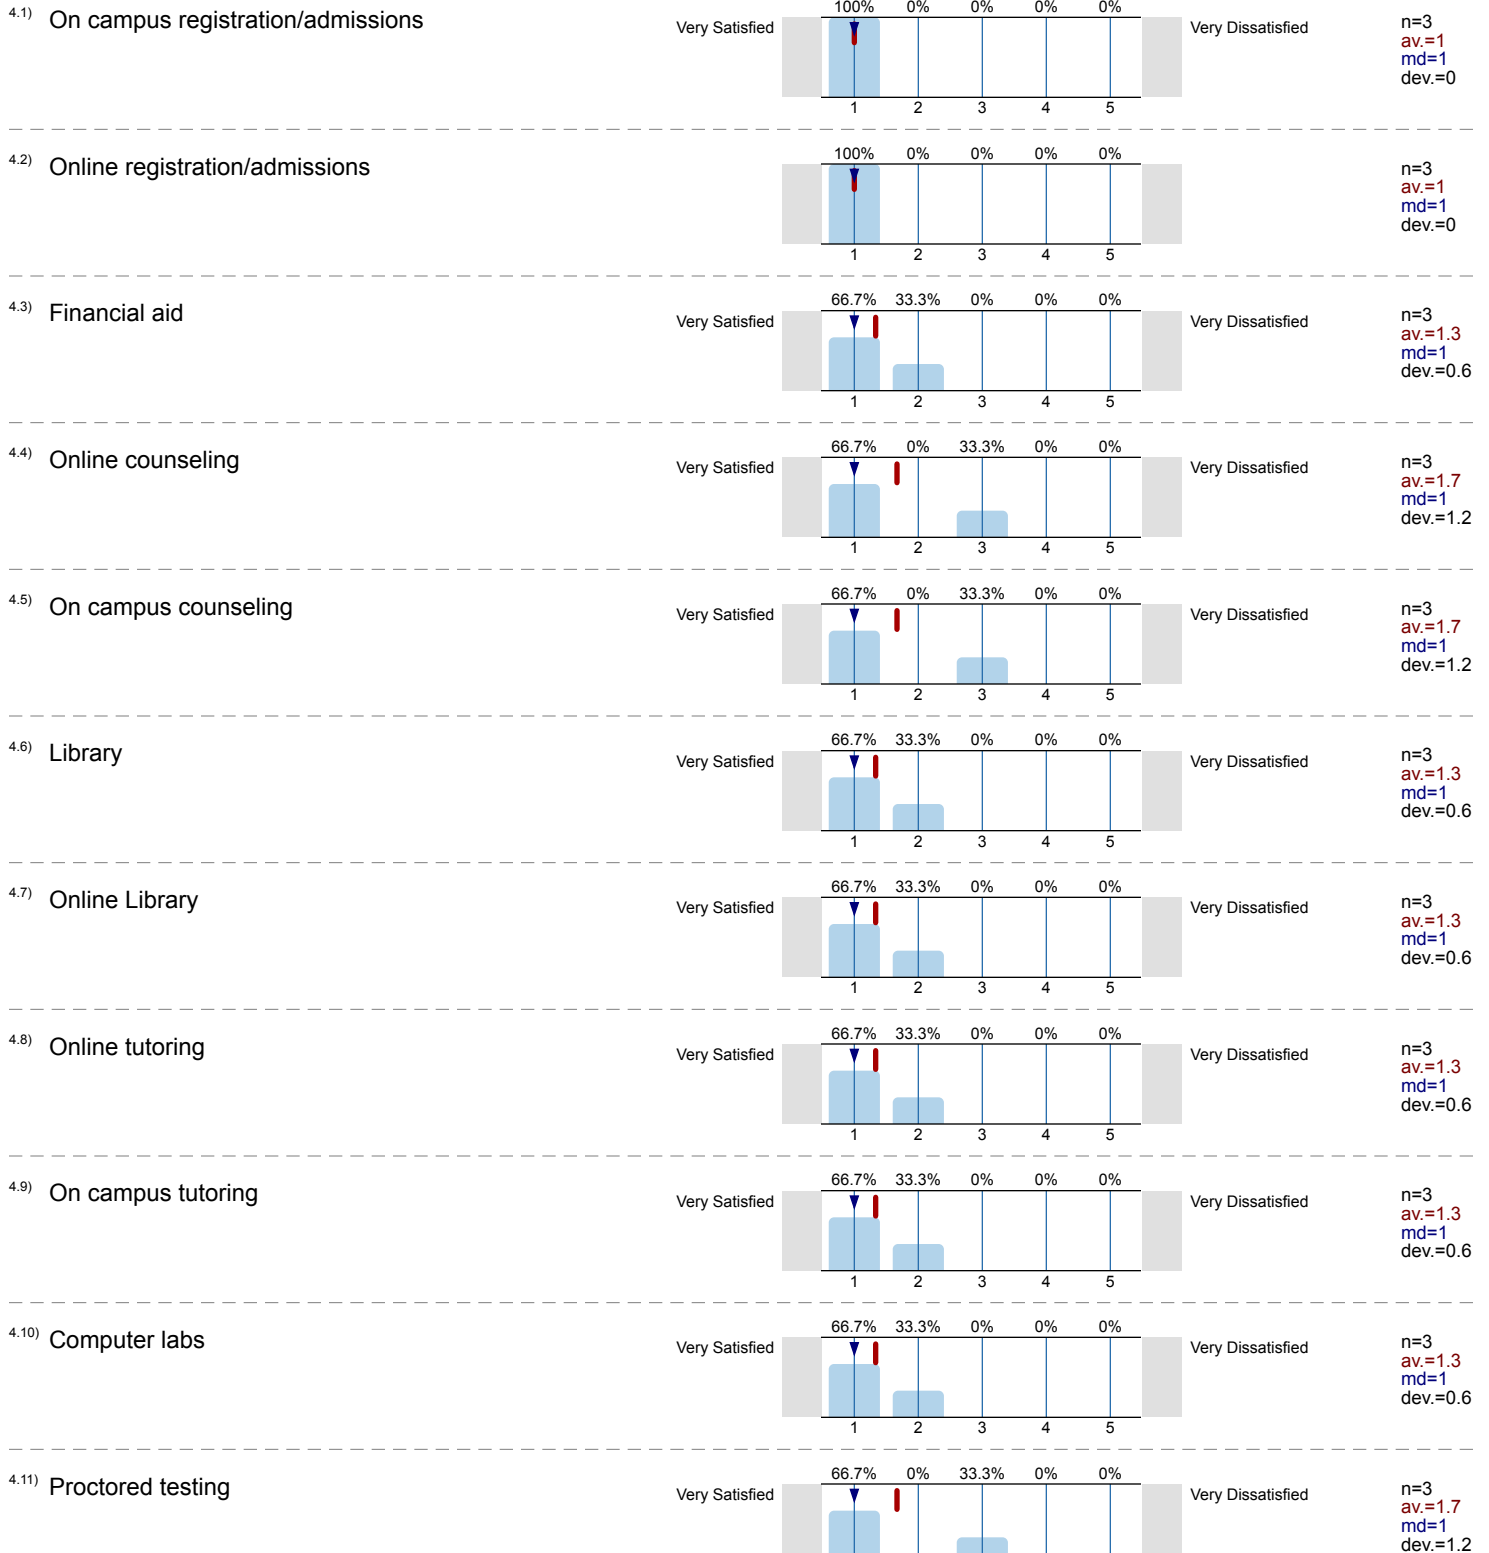 4.1) On campus registration/admissions
100% 0% 0% 0% 0%
Very Satisfied Very Dissatisfied
n=3
av.=1
md=1
dev.=0
1 2 3 4 5
4.2) Online registration/admissions
100% 0% 0% 0% 0%
n=3
av.=1
md=1
dev.=0
1 2 3 4 5
4.3) Financial aid
66.7% 33.3% 0% 0% 0%
Very Satisfied Very Dissatisfied
n=3
av.=1.3
md=1
dev.=0.6
1 2 3 4 5
4.4) Online counseling
66.7% 0% 33.3% 0% 0%
Very Satisfied Very Dissatisfied
n=3
av.=1.7
md=1
dev.=1.2
1 2 3 4 5
4.5) On campus counseling
66.7% 0% 33.3% 0% 0%
Very Satisfied Very Dissatisfied
n=3
av.=1.7
md=1
dev.=1.2
1 2 3 4 5
4.6) Library
66.7% 33.3% 0% 0% 0%
Very Satisfied Very Dissatisfied
n=3
av.=1.3
md=1
dev.=0.6
1 2 3 4 5
4.7) Online Library
66.7% 33.3% 0% 0% 0%
Very Satisfied Very Dissatisfied
n=3
av.=1.3
md=1
dev.=0.6
1 2 3 4 5
4.8) Online tutoring
66.7% 33.3% 0% 0% 0%
Very Satisfied Very Dissatisfied
n=3
av.=1.3
md=1
dev.=0.6
1 2 3 4 5
4.9) On campus tutoring
66.7% 33.3% 0% 0% 0%
Very Satisfied Very Dissatisfied
n=3
av.=1.3
md=1
dev.=0.6
1 2 3 4 5
4.10) Computer labs
66.7% 33.3% 0% 0% 0%
Very Satisfied Very Dissatisfied
n=3
av.=1.3
md=1
dev.=0.6
1 2 3 4 5
4.11) Proctored testing
66.7% 0% 33.3% 0% 0%
Very Satisfied Very Dissatisfied
n=3
av.=1.7
md=1
dev.=1.2